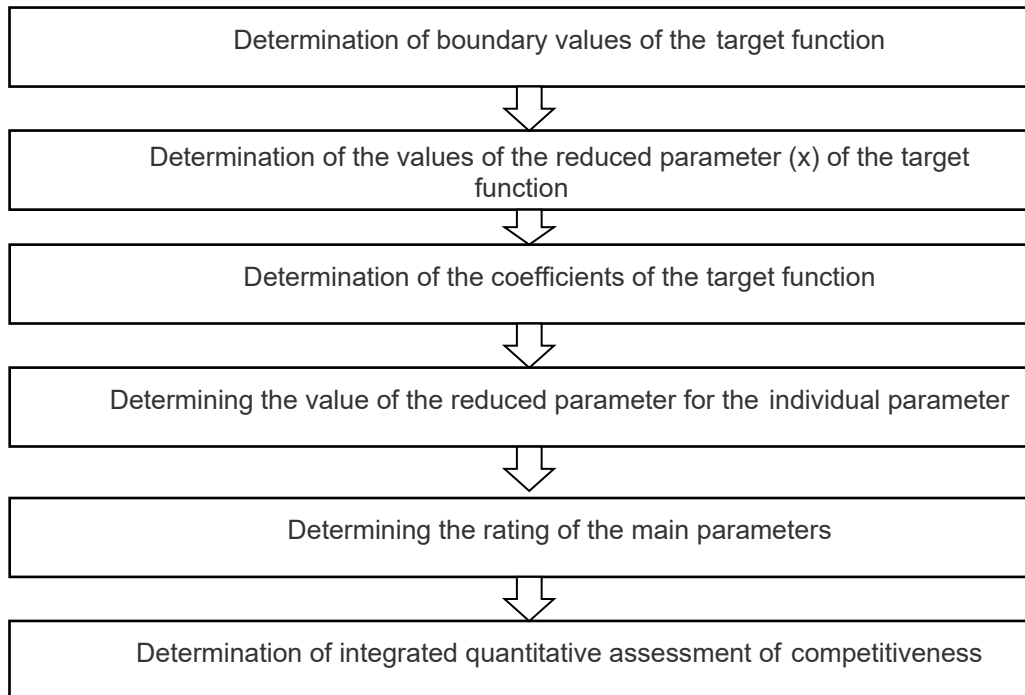 Determination of boundary values of the target function
Determination of the values of the reduced parameter (x) of the target
function
Determination of the coefficients of the target function
Determining the value of the reduced parameter for the individual parameter
Determining the rating of the main parameters
Determination of integrated quantitative assessment of competitiveness